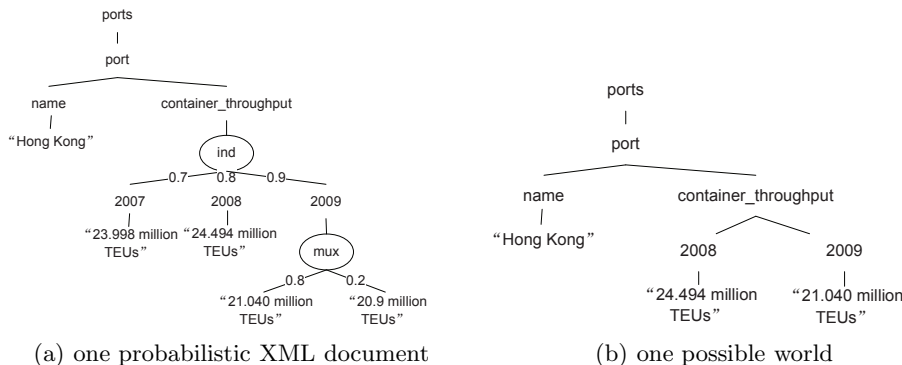 ports
port
name container_throughput
“Hong Kong”
ind
0.7 0.8 0.9
2007 2008 2009
“23.998 million TEUs” “24.494 million TEUs”
mux
0.8 0.2
“21.040 million TEUs” “20.9 million TEUs”
(a) one probabilistic XML document
ports
port
name container_throughput
“Hong Kong”
2008 2009
“24.494 million TEUs” “21.040 million TEUs”
(b) one possible world